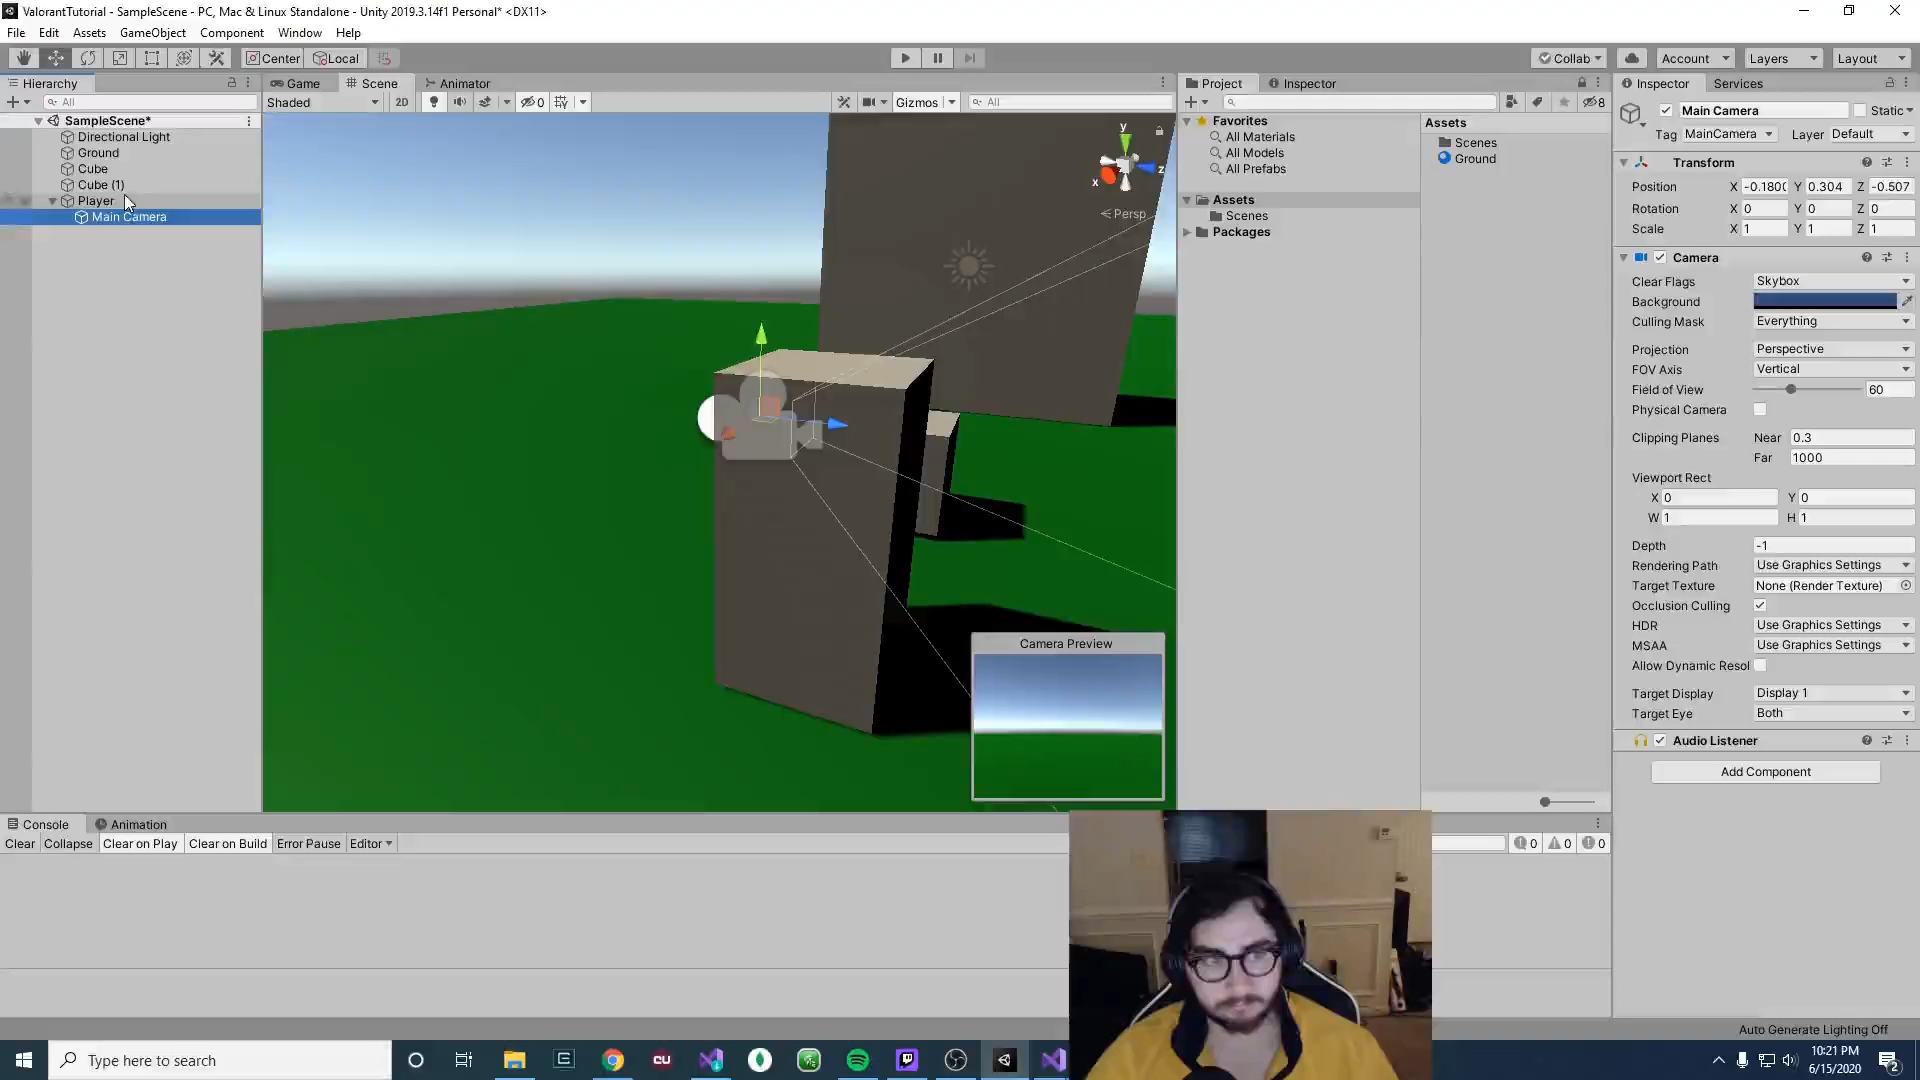 ValorantTutorial - SampleScene - PC, Mac & Linux Standalone - Unity 2019.3.14f1 Personal* <DX11>
File Edit Assets GameObject Component Window Help
Center Local Collab Account Layers Layout
Hierarchy Game Scene Animator Project Inspector Inspector Services
All Shaded 2D 0 Gizmos All 8
SampleScene*
Directional Light
Ground
Cube
Cube (1)
Player
Main Camera
y
x
z
Persp
Camera Preview
Favorites
All Materials
All Models
All Prefabs
Assets
Scenes
Packages
Assets
Scenes
Ground
Main Camera Static
Tag MainCamera Layer Default
Transform
Position X -0.180( Y 0.304 Z -0.507
Rotation X 0 Y 0 Z 0
Scale X 1 Y 1 Z 1
Camera
Clear Flags Skybox
Background
Culling Mask Everything
Projection Perspective
FOV Axis Vertical
Field of View 60
Physical Camera
Clipping Planes Near 0.3
Far 1000
Viewport Rect
X 0 Y 0
W 1 H 1
Depth -1
Rendering Path Use Graphics Settings
Target Texture None (Render Texture)
Occlusion Culling
HDR Use Graphics Settings
MSAA Use Graphics Settings
Allow Dynamic Resol
Target Display Display 1
Target Eye Both
Audio Listener
Add Component
Console Animation
Clear Collapse Clear on Play Clear on Build Error Pause Editor 0 0 0
Auto Generate Lighting Off
Type here to search
10:21 PM
6/15/2020
2